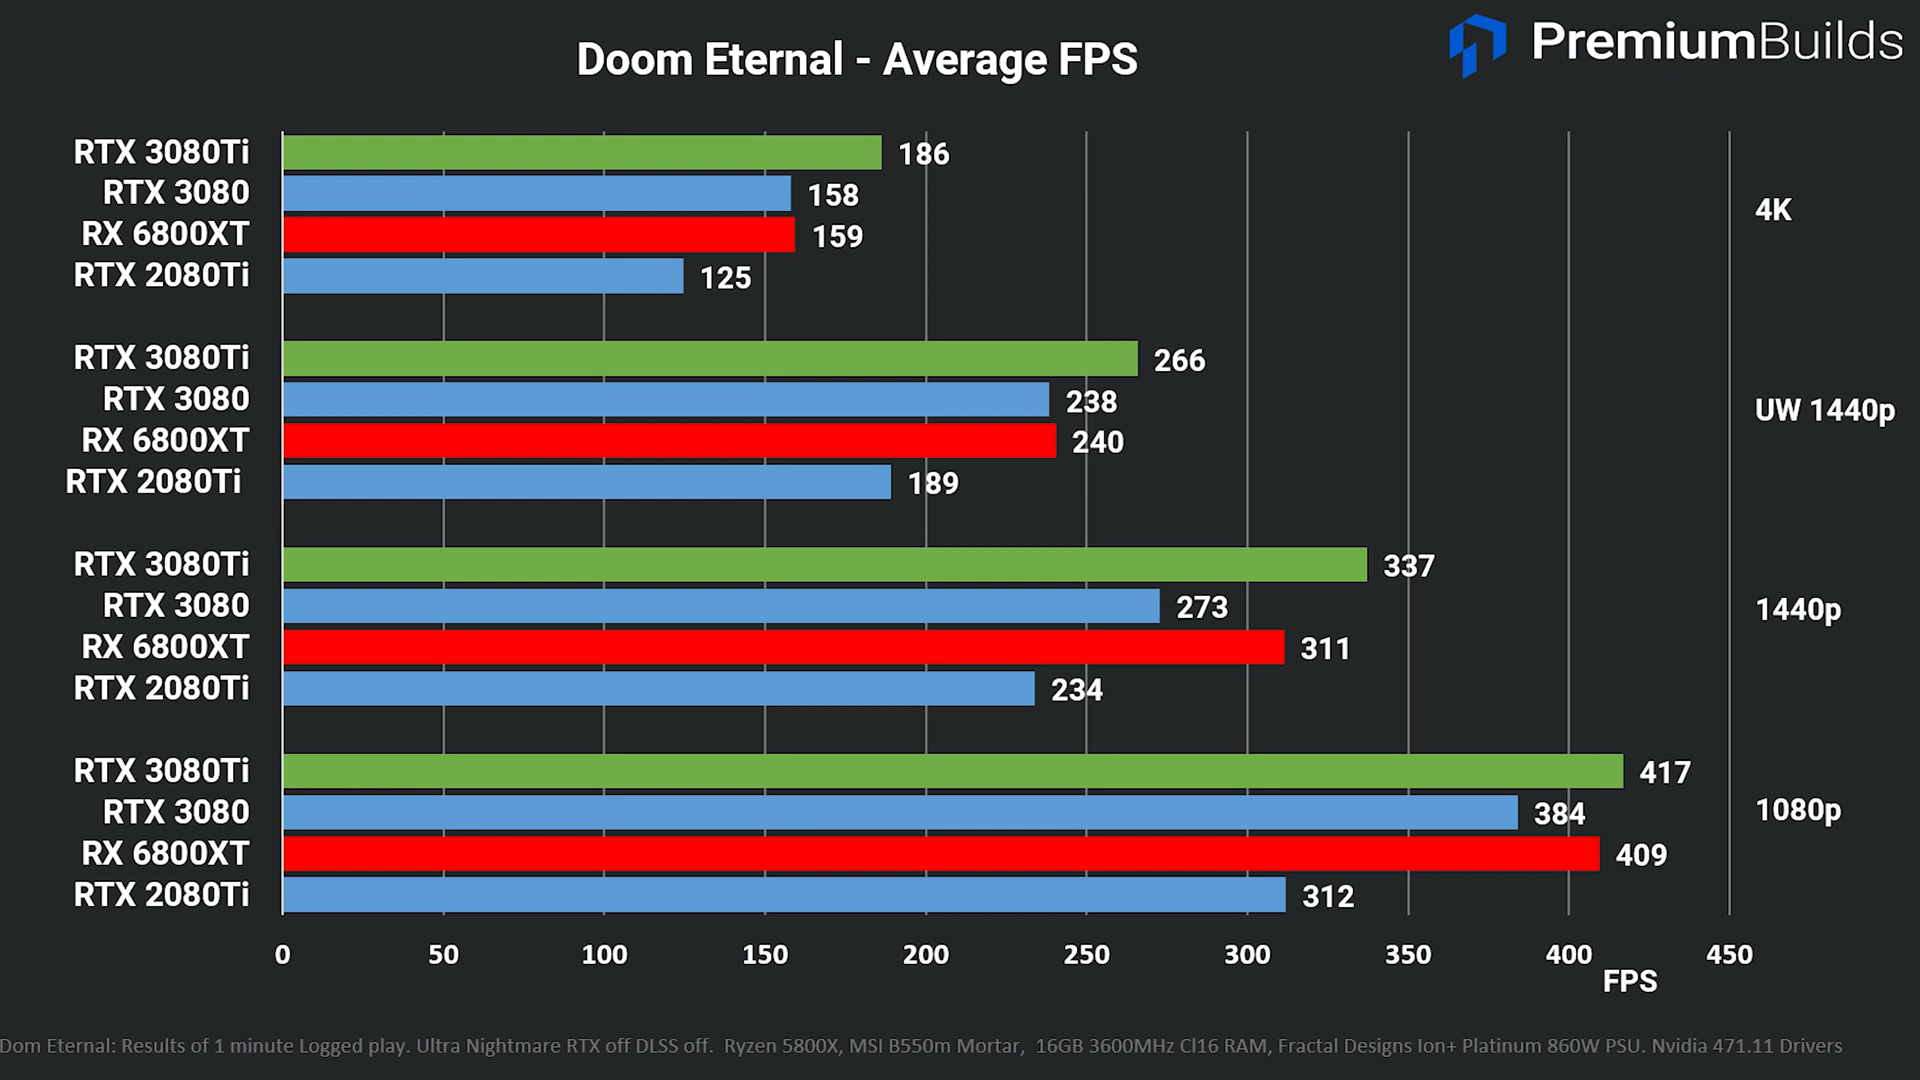 PremiumBuilds
Doom Eternal - Average FPS
RTX 3080Ti 186
RTX 3080 158
RX 6800XT 159
RTX 2080Ti 125
4K
RTX 3080Ti 266
RTX 3080 238
RX 6800XT 240
RTX 2080Ti 189
UW 1440p
RTX 3080Ti 337
RTX 3080 273
RX 6800XT 311
RTX 2080Ti 234
1440p
RTX 3080Ti 417
RTX 3080 384
RX 6800XT 409
RTX 2080Ti 312
1080p
0 50 100 150 200 250 300 350 400 450
FPS
Dom Eternal: Results of 1 minute Logged play. Ultra Nightmare RTX off DLSS off. Ryzen 5800X, MSI B550m Mortar, 16GB 3600MHz Cl16 RAM, Fractal Designs Ion+ Platinum 860W PSU. Nvidia 471.11 Drivers